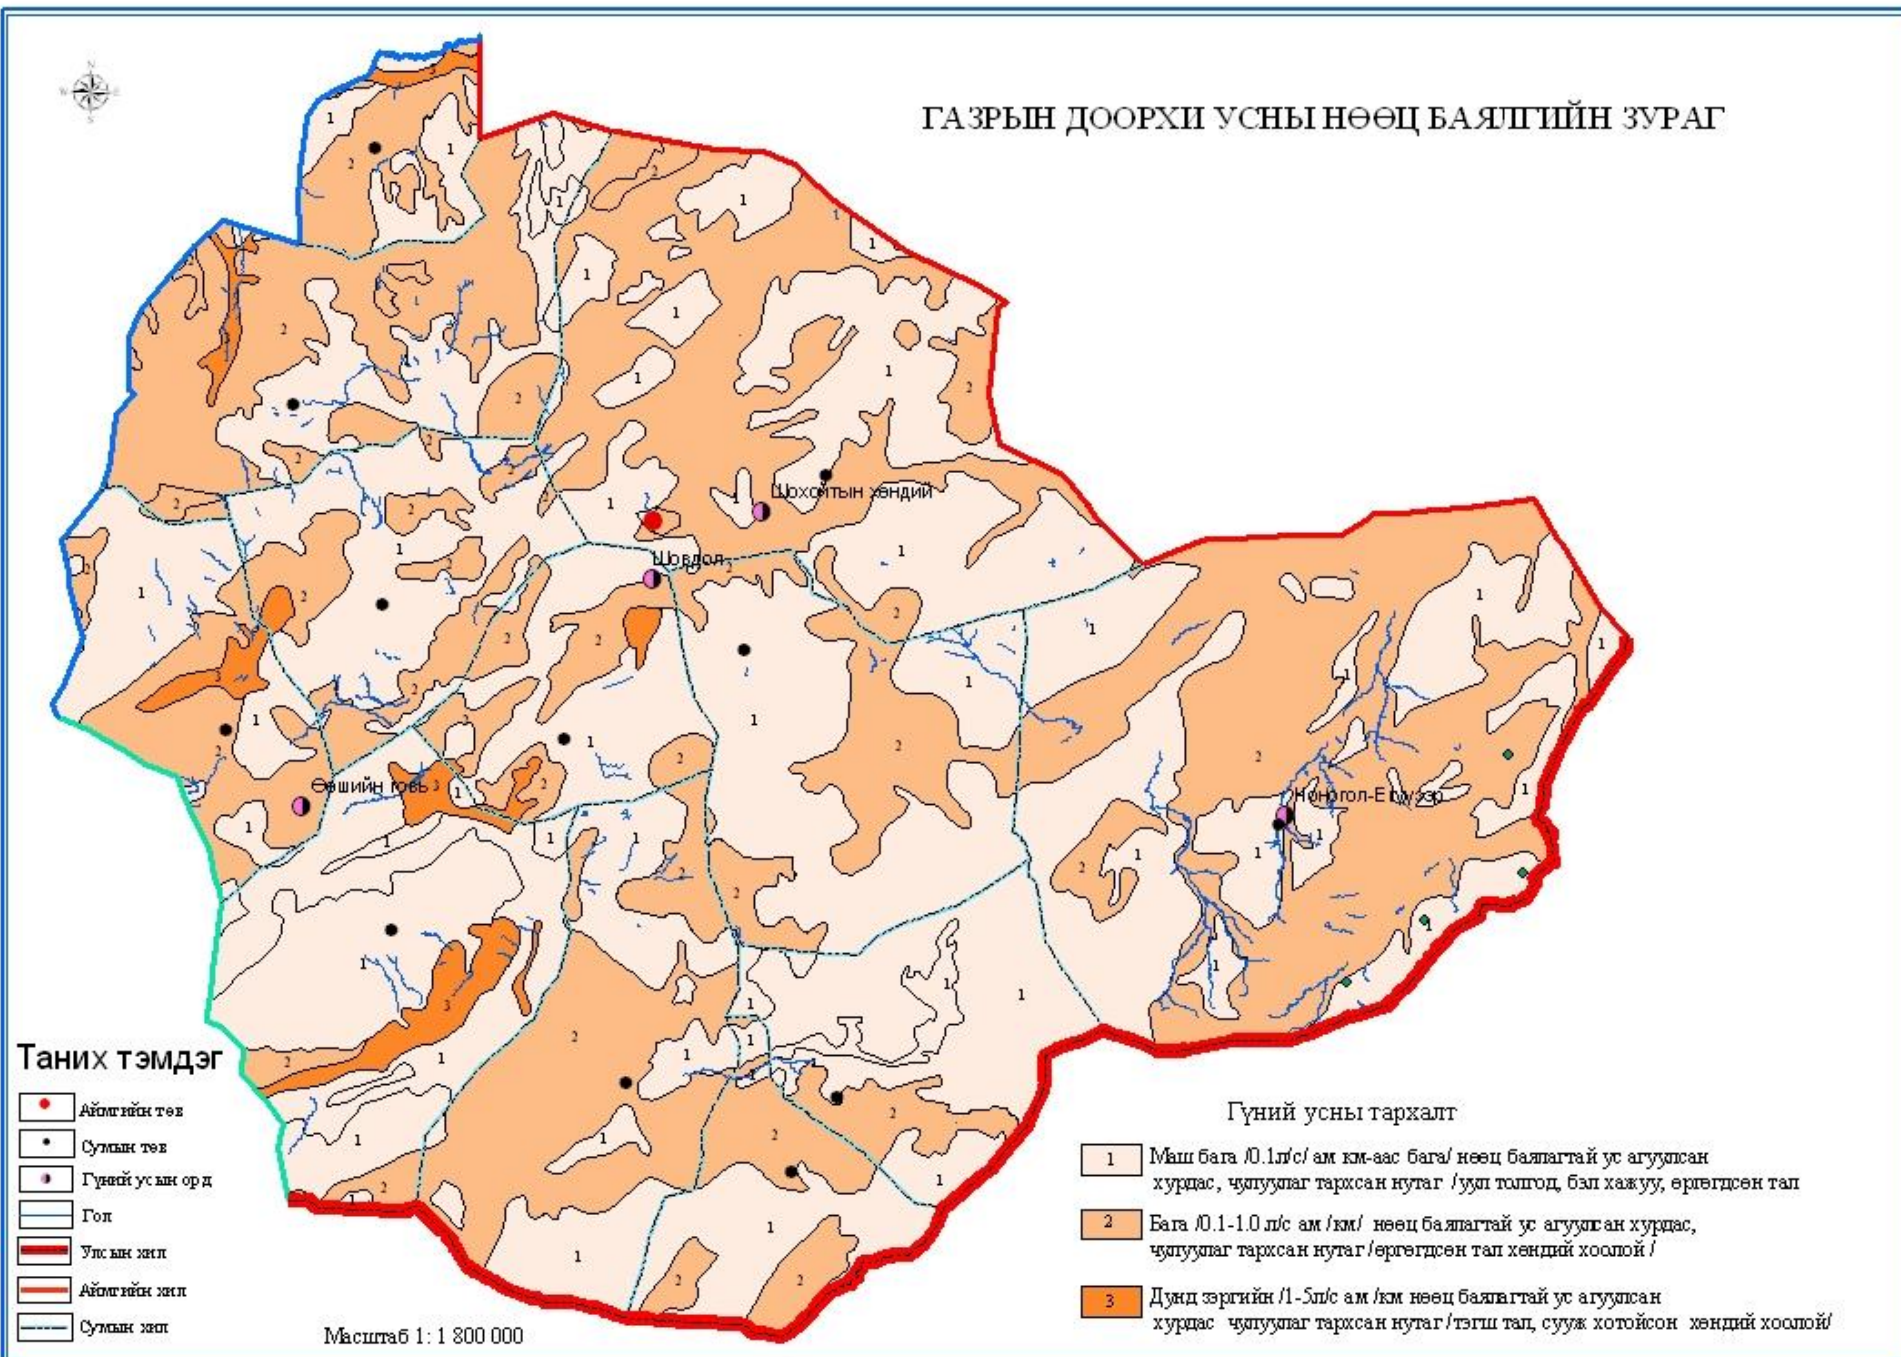 ГАЗРЫН ДООРХИ УСНЫ НӨӨЦ БАЯЛГИЙН ЗУРАГ
N
W E
S
Шохойтын хөндий
Шовдол
Өөшийн говь
Таних тэмдэг
Аймгийн төв
Сумын төв
Гүний усын орд
Гол
Улсын хил
Аймгийн хил
Сумын хил
Масштаб 1: 1 800 000
Гүний усны тархалт
1 Маш бага /0.1л/с/ ам км-аас бага/ нөөц баялагтай ус агуулсан
хурдас, чулуулаг тархсан нутаг /уул толгод, бэл хажуу, өргөгдсөн тал
2 Бага /0.1-1.0 л/с ам /км/ нөөц баялагтай ус агуулсан хурдас,
чулуулаг тархсан нутаг /өргөгдсөн тал хөндий хоолой /
3 Дунд зэргийн /1-5л/с ам /км нөөц баялагтай ус агуулсан
хурдас чулуулаг тархсан нутаг /тэгш тал, сууж хотойсон хөндий хоолой/